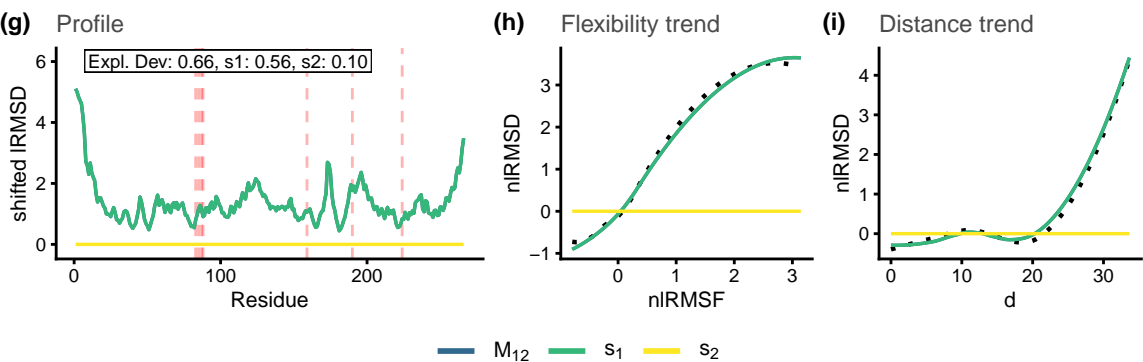 (g) Profile
Expl. Dev: 0.66, s1: 0.56, s2: 0.10
shifted lRMSD
6
4
2
0
0 100 200
Residue
(h) Flexibility trend
nlRMSD
3
2
1
0
−1
0 1 2 3
nlRMSF
(i) Distance trend
nlRMSD
4
3
2
1
0
0 10 20 30
d
M12 s1 s2